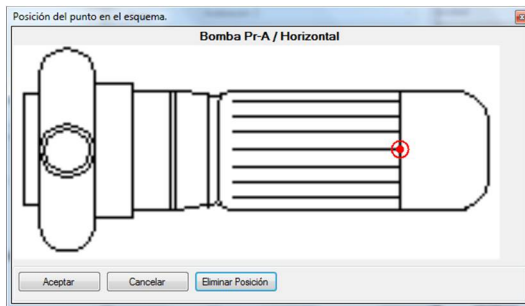 Posición del punto en el esquema.
Bomba Pr-A / Horizontal
Aceptar
Cancelar
Eliminar Posición